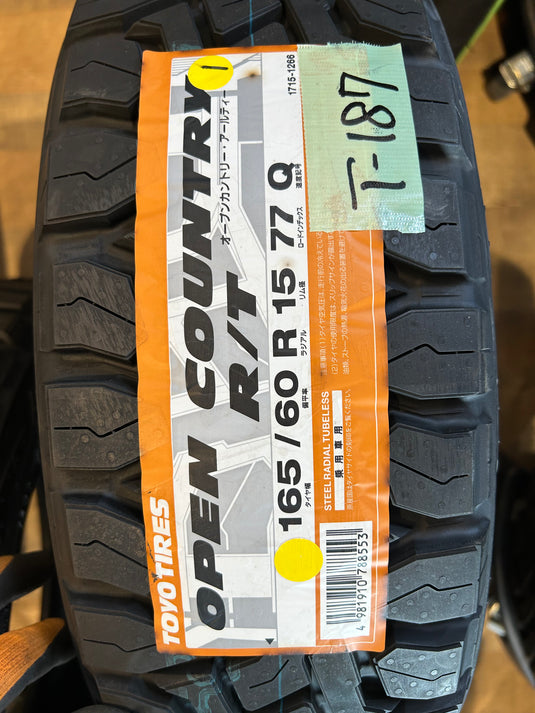 TOYO TIRES
OPEN COUNTRY
オープンカントリー・アールティー
R/T
165/60 R 15 77 Q
タイヤ幅 偏平率 ラジアル リム径 ロードインデックス 速度記号
1715-1266
1
T-187
STEEL RADIAL TUBELESS
乗用車用
4 981910 788553